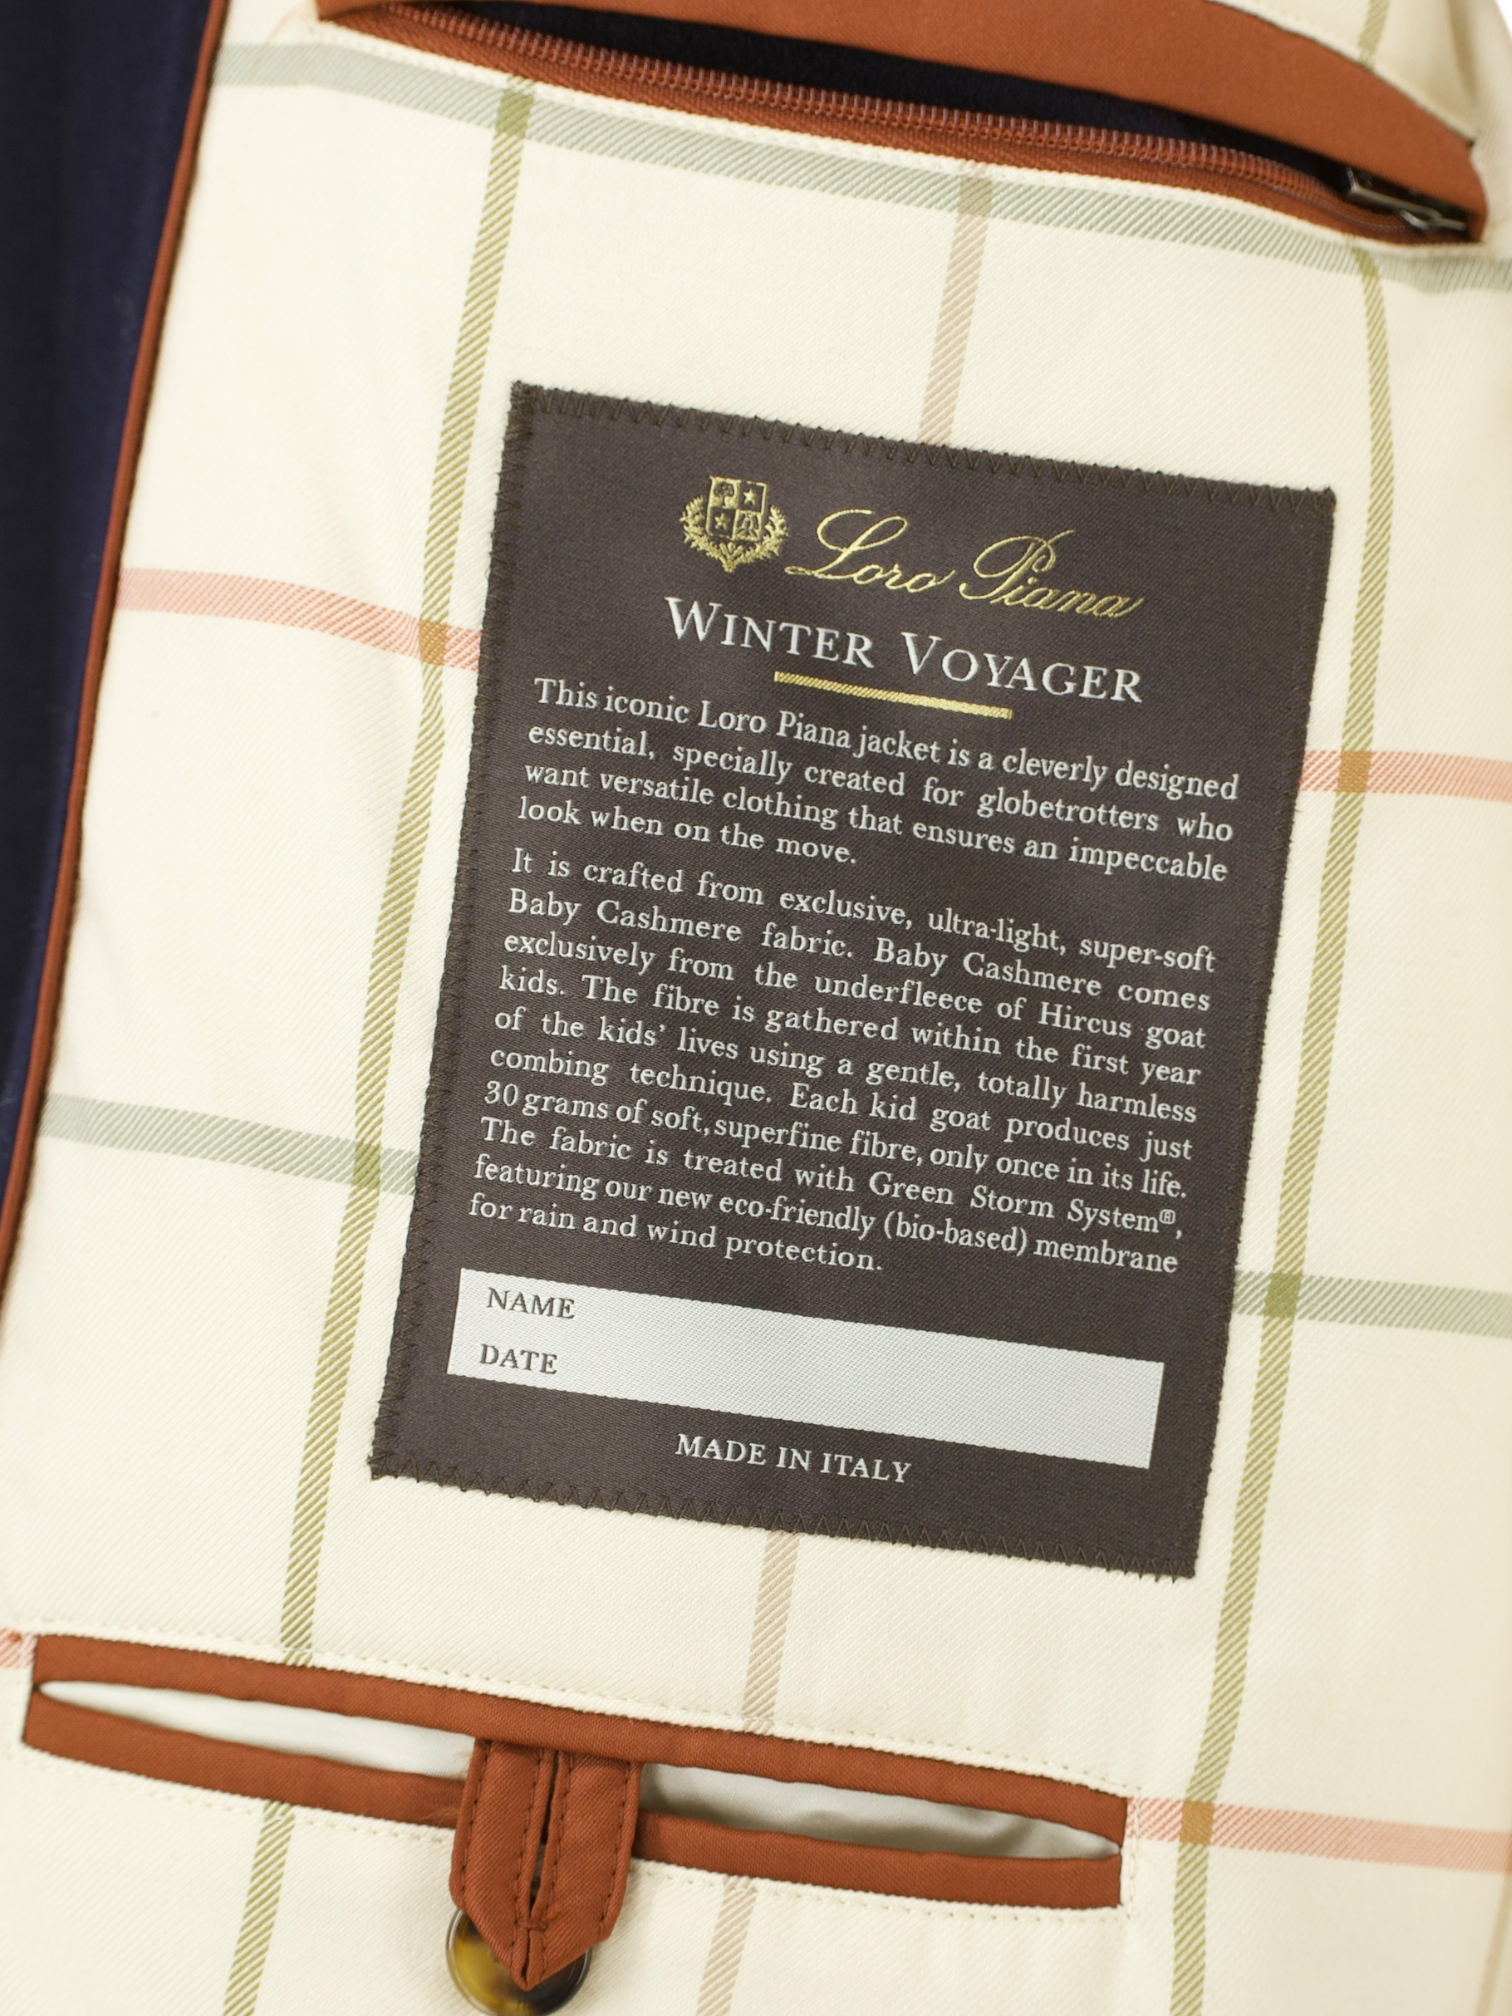 Loro Piana
WINTER VOYAGER
This iconic Loro Piana jacket is a cleverly designed
essential, specially created for globetrotters who
want versatile clothing that ensures an impeccable
look when on the move.
It is crafted from exclusive, ultra-light, super-soft
Baby Cashmere fabric. Baby Cashmere comes
exclusively from the underfleece of Hircus goat
kids. The fibre is gathered within the first year
of the kids' lives using a gentle, totally harmless
combing technique. Each kid goat produces just
30 grams of soft, superfine fibre, only once in its life.
The fabric is treated with Green Storm System®,
featuring our new eco-friendly (bio-based) membrane
for rain and wind protection.
NAME
DATE
MADE IN ITALY